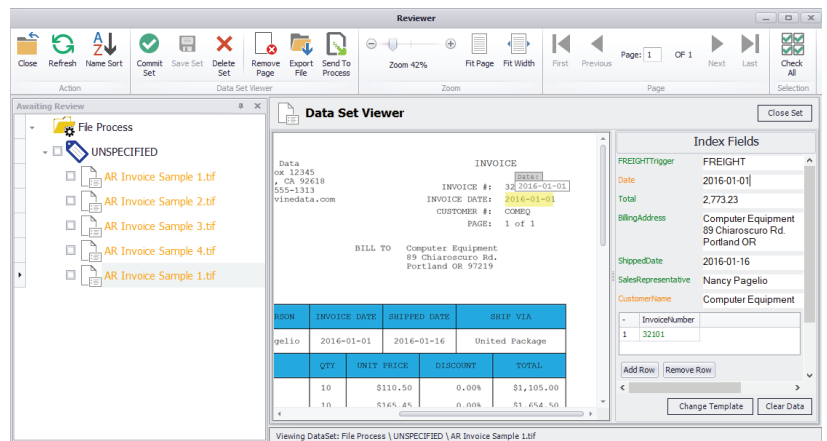 Reviewer
Close
Refresh
Name Sort
Commit Set
Save Set
Delete Set
Remove Page
Export File
Send To Process
Zoom 42%
Fit Page
Fit Width
First
Previous
Page: 1 OF 1
Next
Last
Check All
Action
Data Set Viewer
Zoom
Page
Selection
Awaiting Review
File Process
UNSPECIFIED
AR Invoice Sample 1.tif
AR Invoice Sample 2.tif
AR Invoice Sample 3.tif
AR Invoice Sample 4.tif
AR Invoice Sample 1.tif
Data Set Viewer
Close Set
Data
ox 12345
, CA 92618
555-1313
vinedata.com
INVOICE
Date:
2016-01-01
INVOICE #: 32
INVOICE DATE: 2016-01-01
CUSTOMER #: COMEQ
PAGE: 1 of 1
BILL TO Computer Equipment
89 Chiaroscuro Rd.
Portland OR 97219
RSON INVOICE DATE SHIPPED DATE SHIP VIA
gelio 2016-01-01 2016-01-16 United Package
QTY UNIT PRICE DISCOUNT TOTAL
10 $110.50 0.00% $1,105.00
10 $165.45 0.00% $1,654.50
Index Fields
FREIGHTTrigger FREIGHT
Date 2016-01-01
Total 2,773.23
BillingAddress Computer Equipment
89 Chiaroscuro Rd.
Portland OR
ShippedDate 2016-01-16
SalesRepresentative Nancy Pagelio
CustomerName Computer Equipment
- InvoiceNumber
1 32101
Add Row Remove Row
Change Template Clear Data
Viewing DataSet: File Process \ UNSPECIFIED \ AR Invoice Sample 1.tif